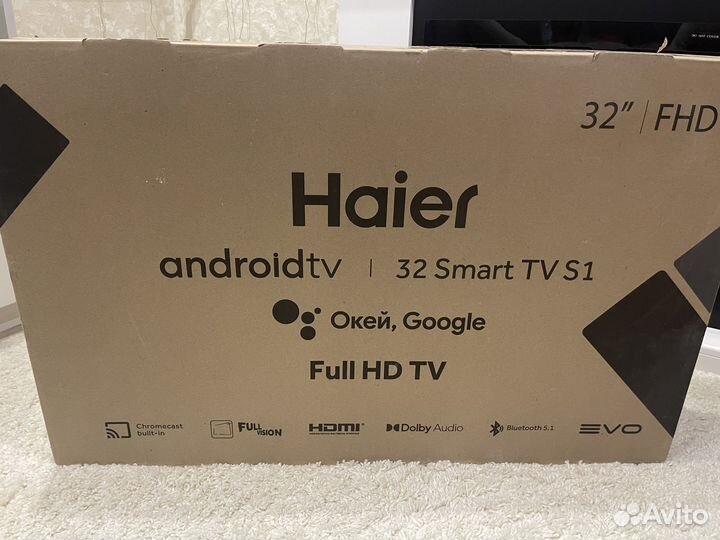 32" | FHD
Haier
androidtv | 32 Smart TV S1
Окей, Google
Full HD TV
Chromecast built-in
FULL VISION
HDMI
Dolby Audio
Bluetooth 5.1
EVO
Avito